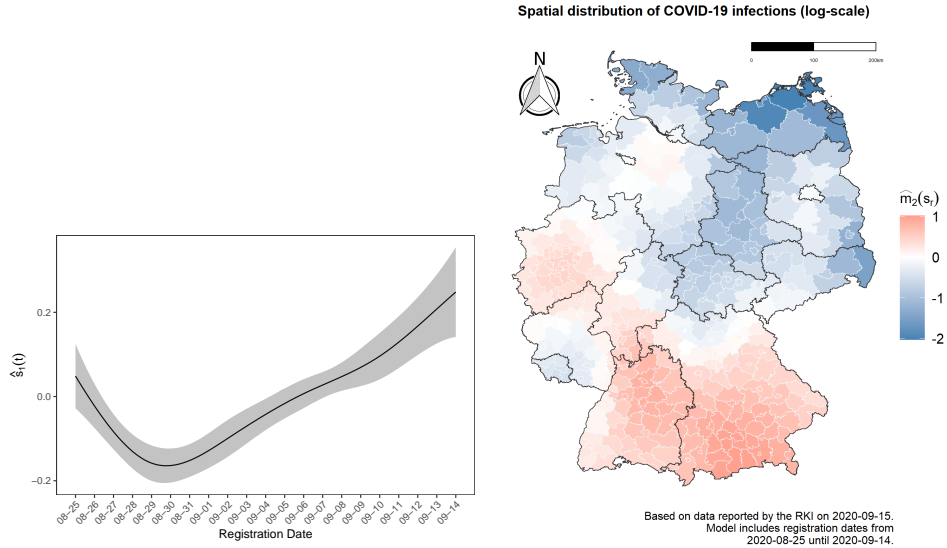 Spatial distribution of COVID-19 infections (log-scale)
N
0 100 200km
m̂₂(sᵣ)
1
0
-1
-2
ŝ₁(t)
0.2
0.0
−0.2
08−25 08−26 08−27 08−28 08−29 08−30 08−31 09−01 09−02 09−03 09−04 09−05 09−06 09−07 09−08 09−09 09−10 09−11 09−12 09−13 09−14
Registration Date
Based on data reported by the RKI on 2020-09-15.
Model includes registration dates from
2020-08-25 until 2020-09-14.